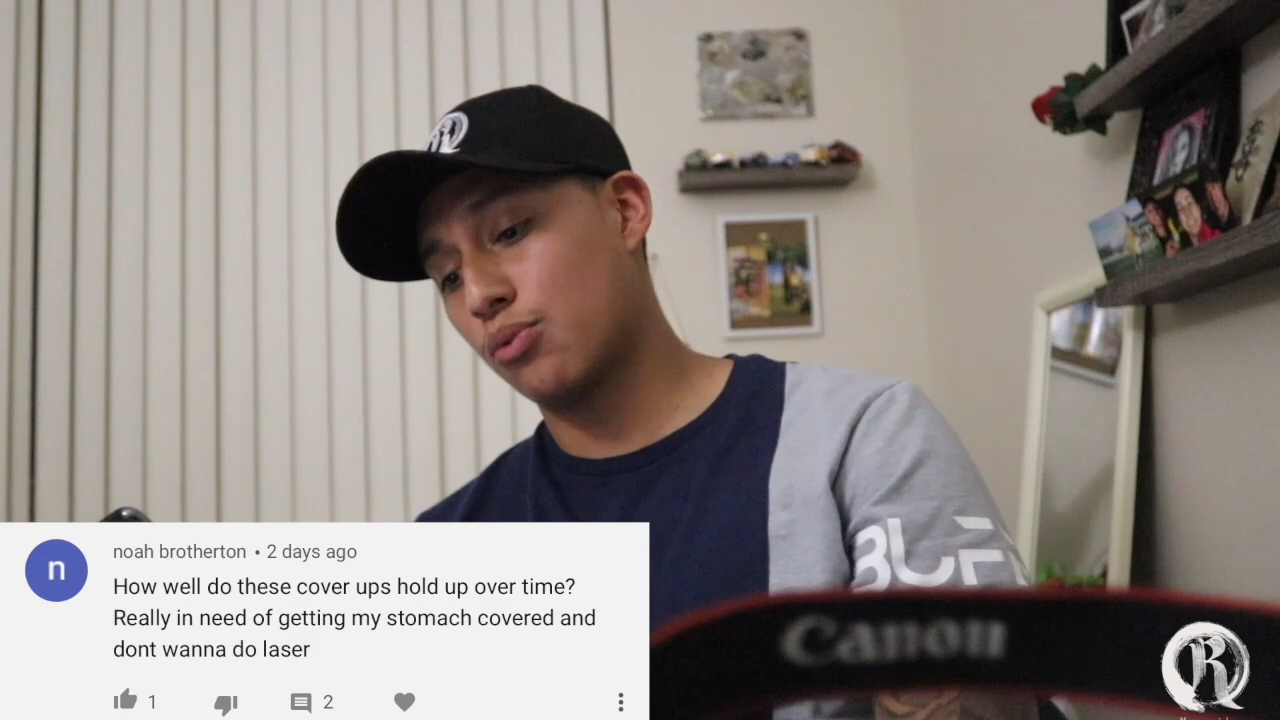 R
BLF
noah brotherton • 2 days ago
n
How well do these cover ups hold up over time?
Really in need of getting my stomach covered and
dont wanna do laser
1
2
Canon
R